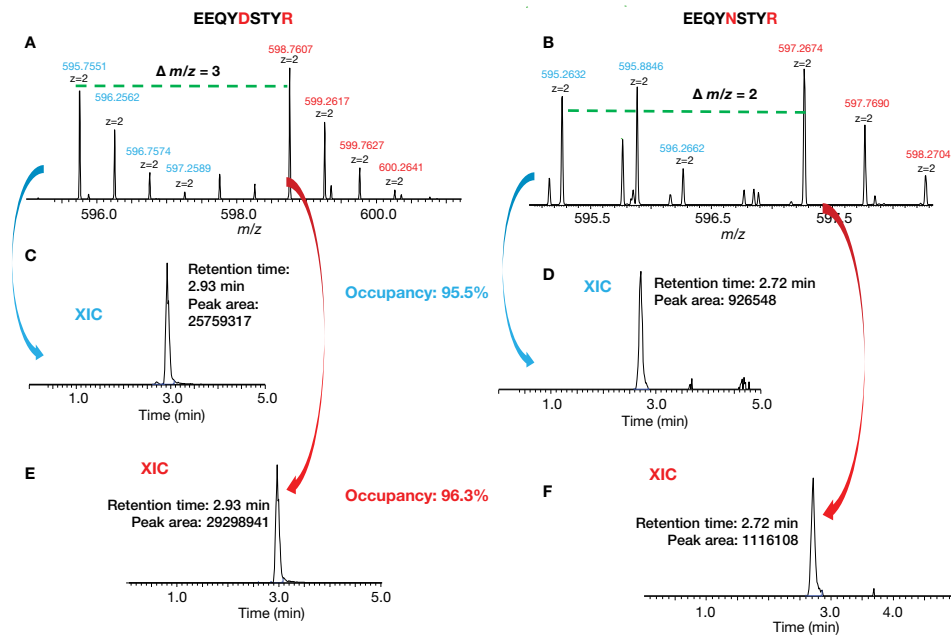 EEQYDSTYR
EEQYNSTYR
A
B
595.7551
z=2
596.2562
z=2
596.7574
z=2
597.2589
z=2
Δ m/z = 3
598.7607
z=2
599.2617
z=2
599.7627
z=2
600.2641
z=2
596.0
598.0
600.0
m/z
595.2632
z=2
595.8846
z=2
596.2662
z=2
Δ m/z = 2
597.2674
z=2
597.7690
z=2
598.2704
z=2
595.5
596.5
597.5
m/z
C
XIC
Retention time:
2.93 min
Peak area:
25759317
1.0
3.0
5.0
Time (min)
Occupancy: 95.5%
D
XIC
Retention time: 2.72 min
Peak area: 926548
1.0
3.0
5.0
Time (min)
E
XIC
Retention time: 2.93 min
Peak area: 29298941
1.0
3.0
5.0
Time (min)
Occupancy: 96.3%
F
XIC
Retention time: 2.72 min
Peak area: 1116108
1.0
3.0
4.0
Time (min)